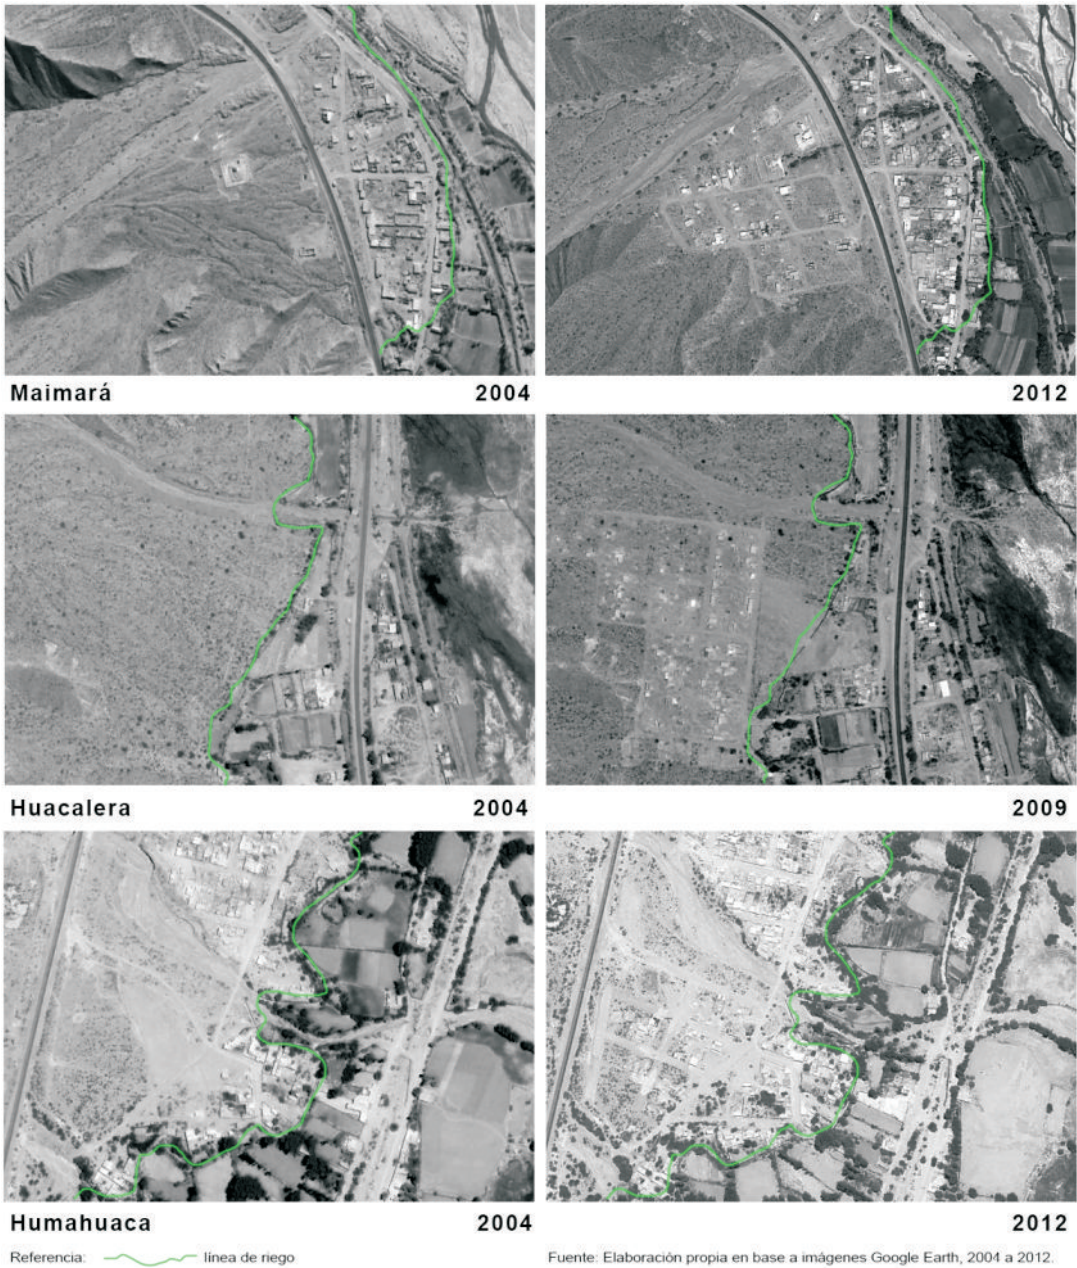 Maimará 2004 2012
Huacalera 2004 2009
Humahuaca 2004 2012
Referencia: línea de riego Fuente: Elaboración propia en base a imágenes Google Earth, 2004 a 2012.